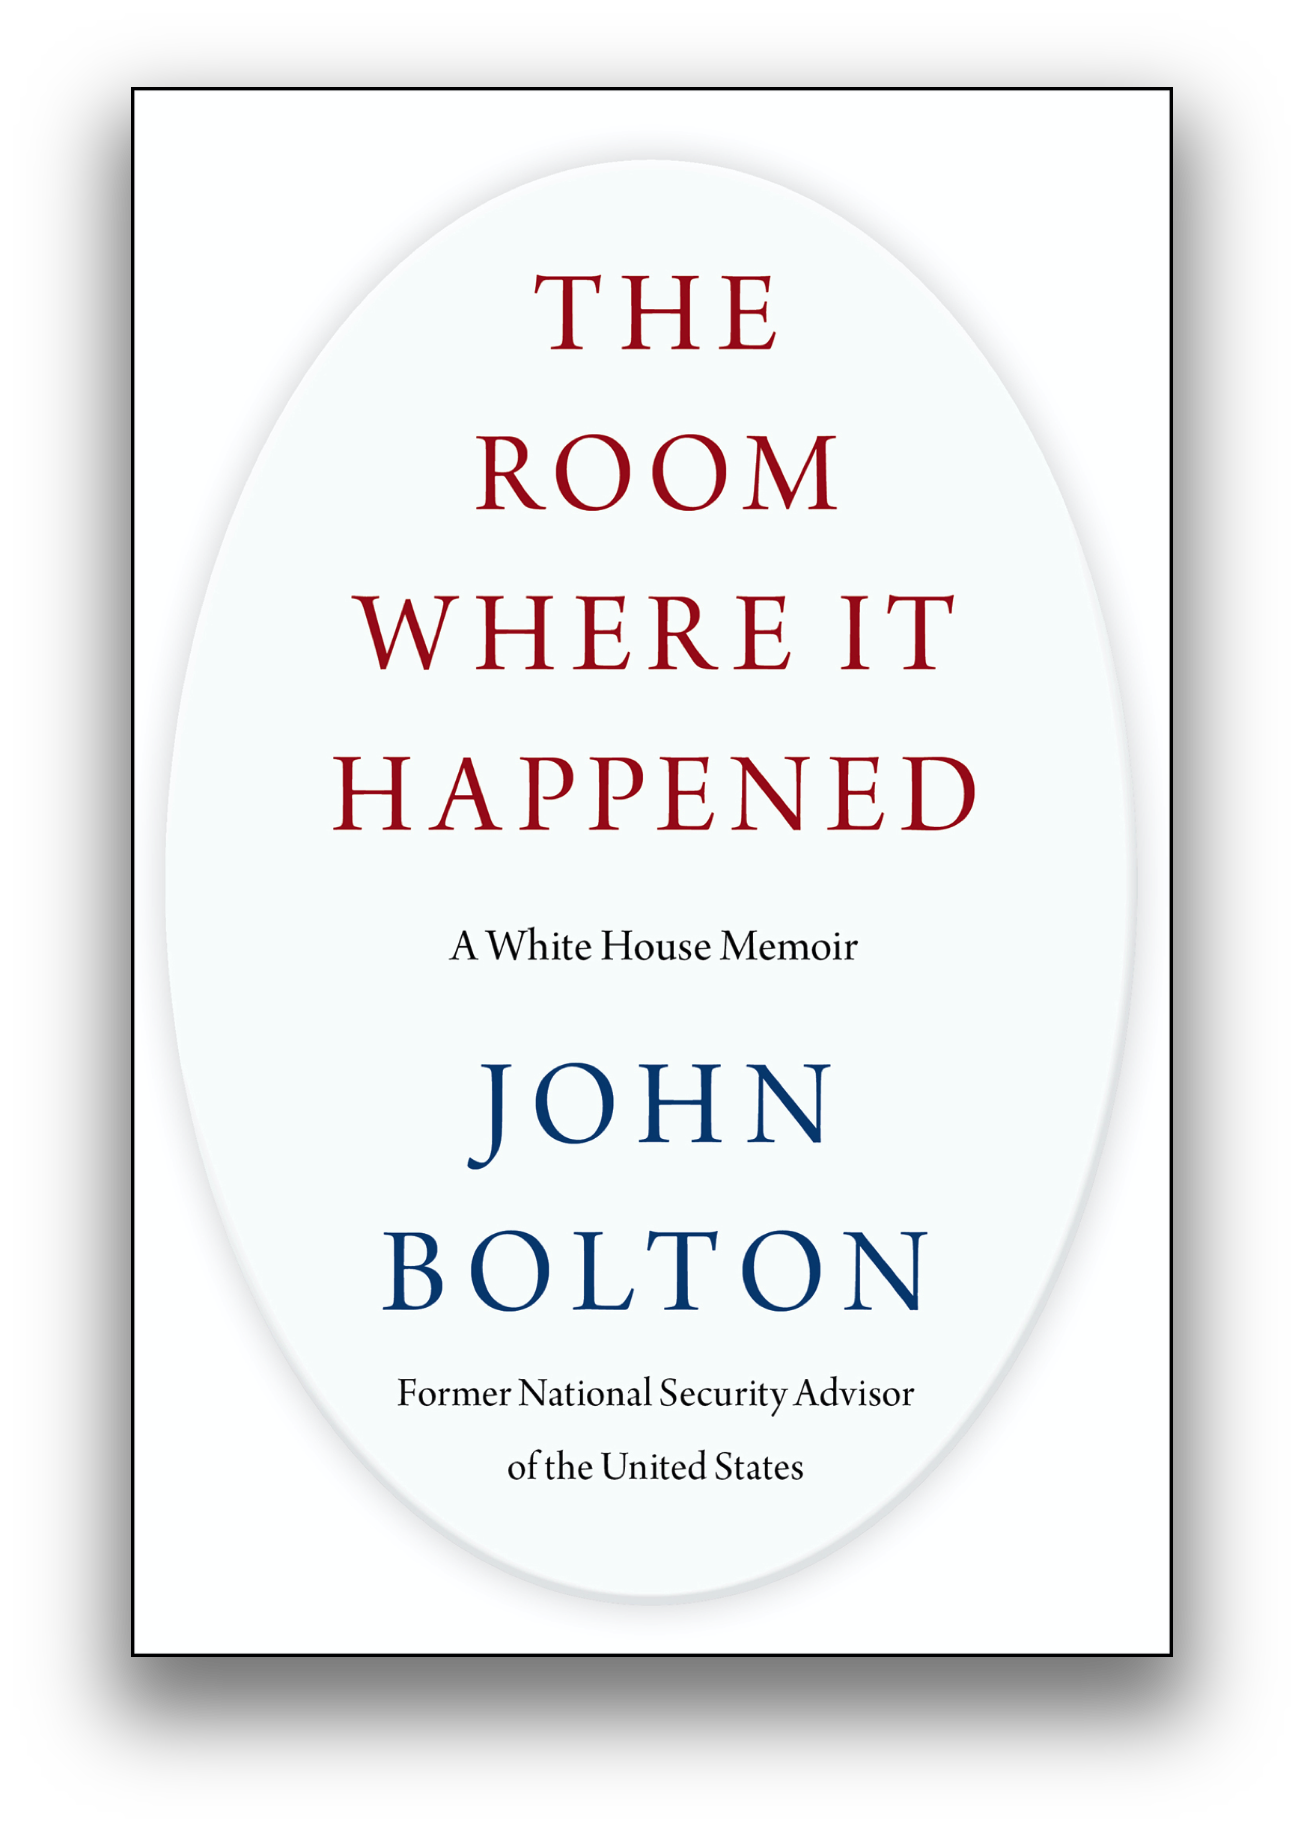 THE
ROOM
WHERE IT
HAPPENED
A White House Memoir
JOHN
BOLTON
Former National Security Advisor
of the United States